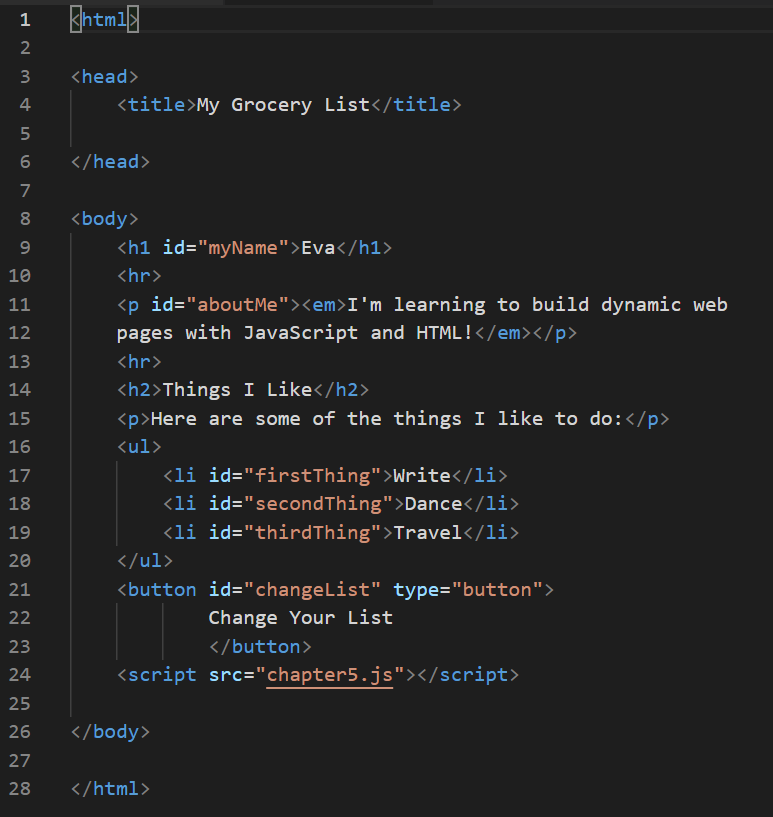 1 <html>
2
3 <head>
4     <title>My Grocery List</title>
5
6 </head>
7
8 <body>
9     <h1 id="myName">Eva</h1>
10     <hr>
11     <p id="aboutMe"><em>I'm learning to build dynamic web
12     pages with JavaScript and HTML!</em></p>
13     <hr>
14     <h2>Things I Like</h2>
15     <p>Here are some of the things I like to do:</p>
16     <ul>
17         <li id="firstThing">Write</li>
18         <li id="secondThing">Dance</li>
19         <li id="thirdThing">Travel</li>
20     </ul>
21     <button id="changeList" type="button">
22             Change Your List
23             </button>
24     <script src="chapter5.js"></script>
25
26 </body>
27
28 </html>